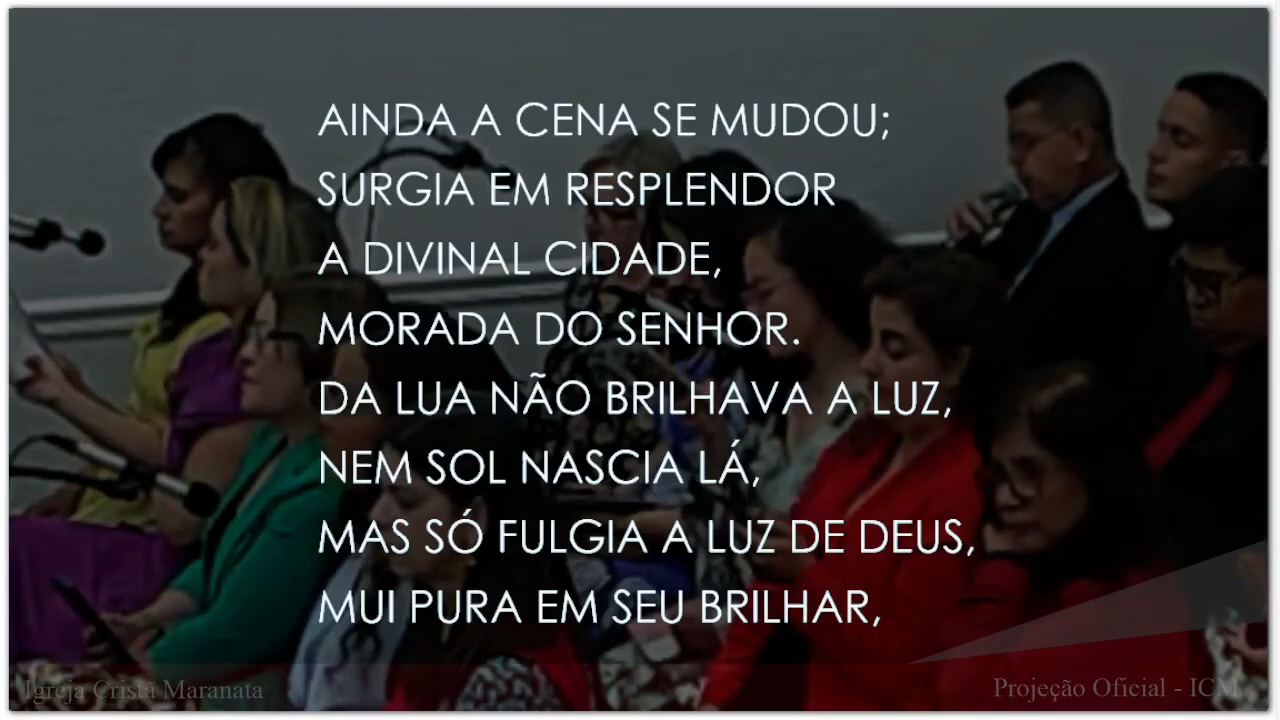 AINDA A CENA SE MUDOU;
SURGIA EM RESPLENDOR
A DIVINAL CIDADE,
MORADA DO SENHOR.
DA LUA NÃO BRILHAVA A LUZ,
NEM SOL NASCIA LÁ,
MAS SÓ FULGIA A LUZ DE DEUS,
MUI PURA EM SEU BRILHAR,
Igreja Cristã Maranata
Projeção Oficial - ICM